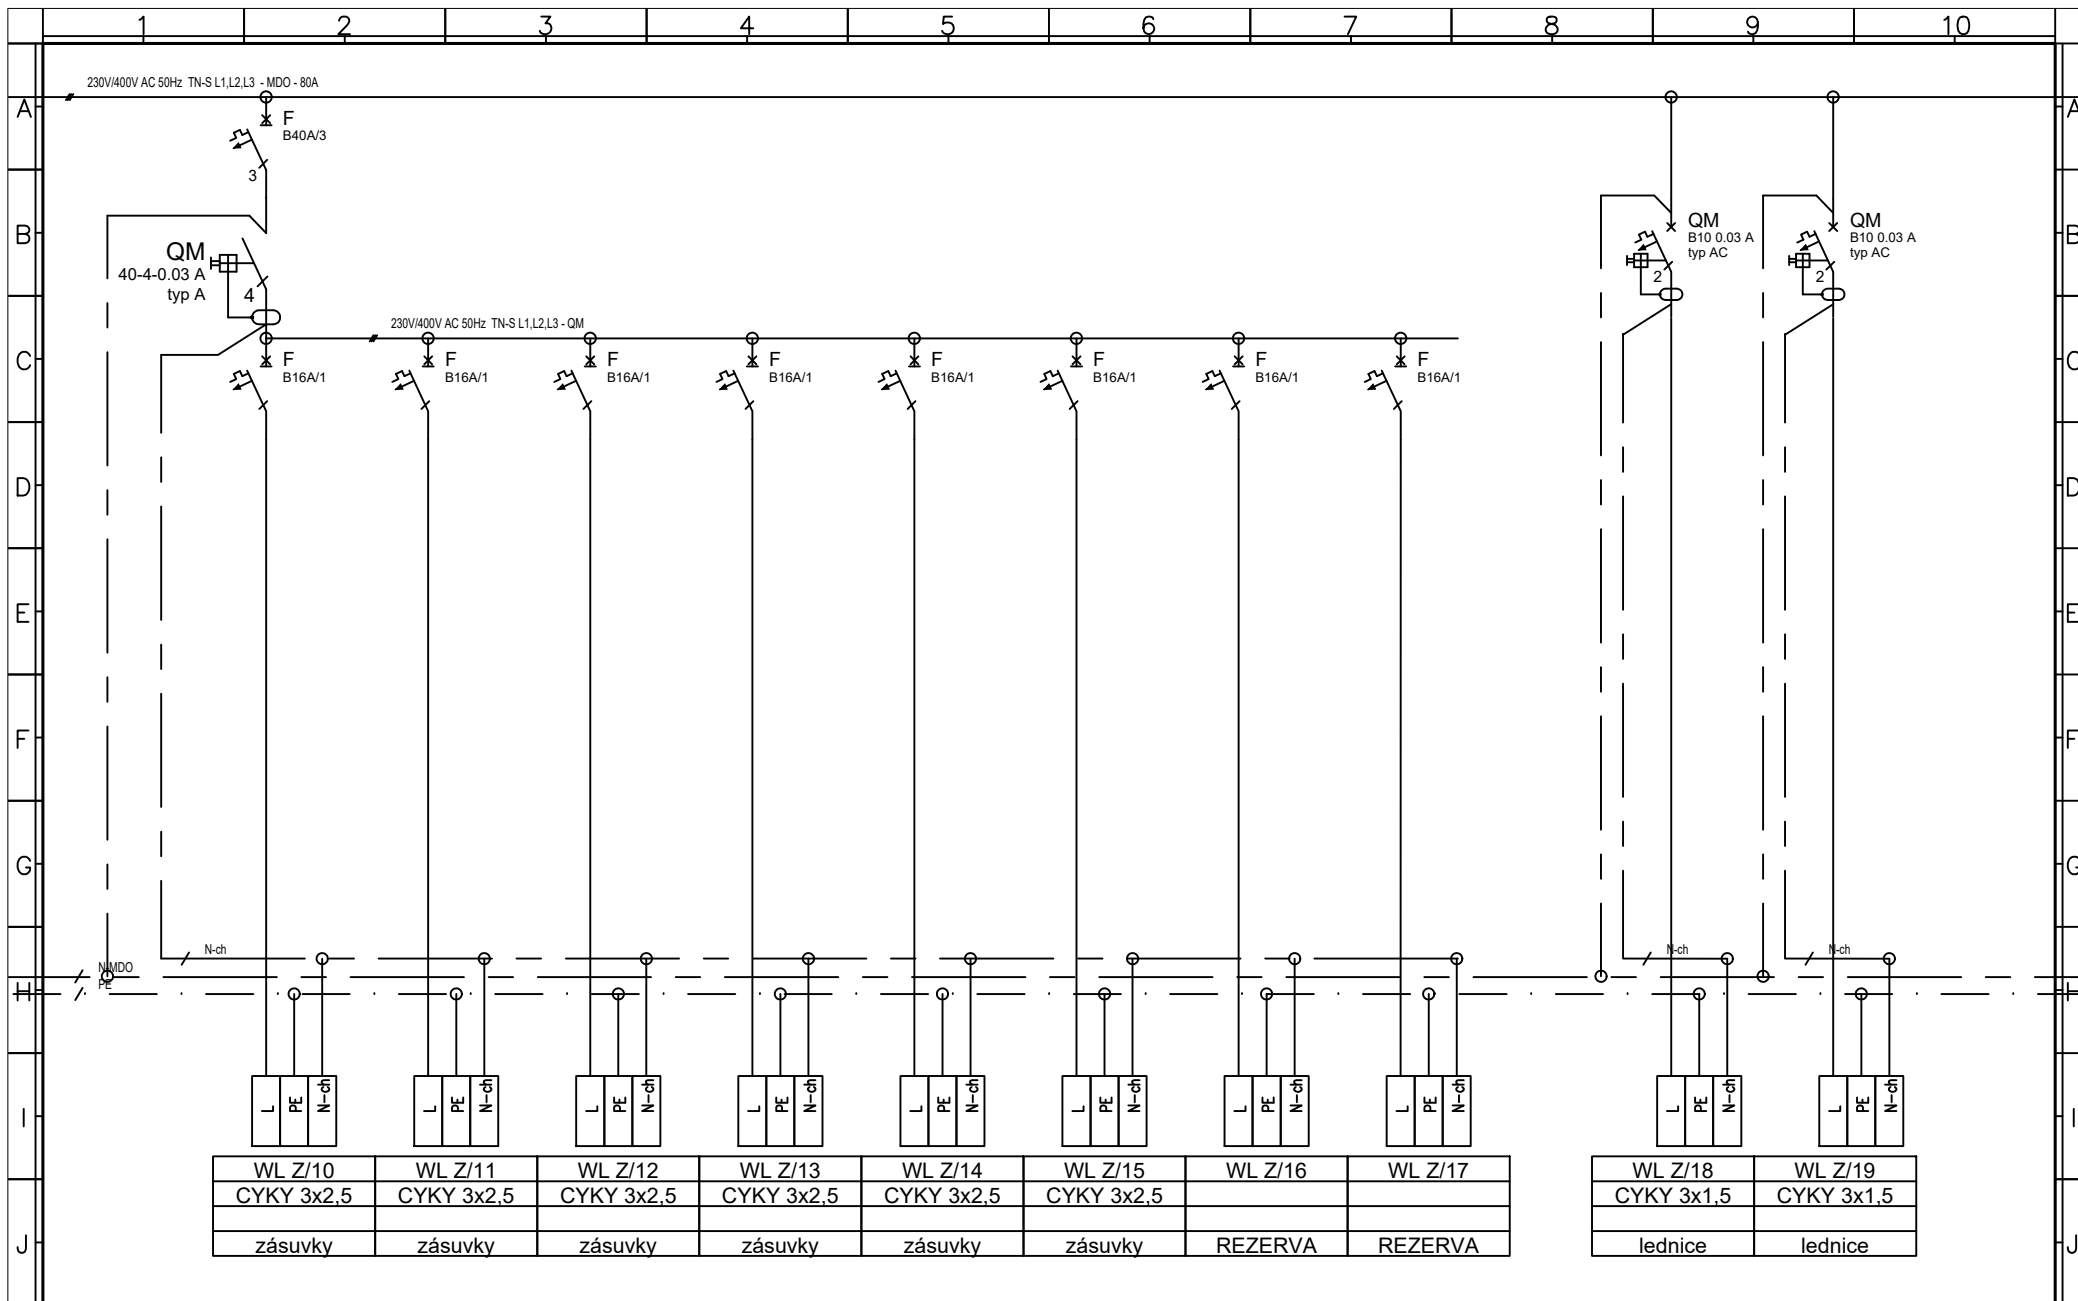 1 2 3 4 5 6 7 8 9 10
230V/400V AC 50Hz TN-S L1,L2,L3 - MDO - 80A
A A
F
B40A/3
3
B B
QM
40-4-0.03 A
typ A
4
QM
B10 0.03 A
typ AC
2
QM
B10 0.03 A
typ AC
2
230V/400V AC 50Hz TN-S L1,L2,L3 - QM
C C
F F F F F F F F
B16A/1 B16A/1 B16A/1 B16A/1 B16A/1 B16A/1 B16A/1 B16A/1
D D
E E
F F
G G
N-ch N-ch N-ch
N-MDO
PE
H H
L PE N-ch L PE N-ch L PE N-ch L PE N-ch L PE N-ch L PE N-ch L PE N-ch L PE N-ch L PE N-ch L PE N-ch
I I
WL Z/10 WL Z/11 WL Z/12 WL Z/13 WL Z/14 WL Z/15 WL Z/16 WL Z/17 WL Z/18 WL Z/19
CYKY 3x2,5 CYKY 3x2,5 CYKY 3x2,5 CYKY 3x2,5 CYKY 3x2,5 CYKY 3x2,5 CYKY 3x1,5 CYKY 3x1,5
J J
zásuvky zásuvky zásuvky zásuvky zásuvky zásuvky REZERVA REZERVA lednice lednice